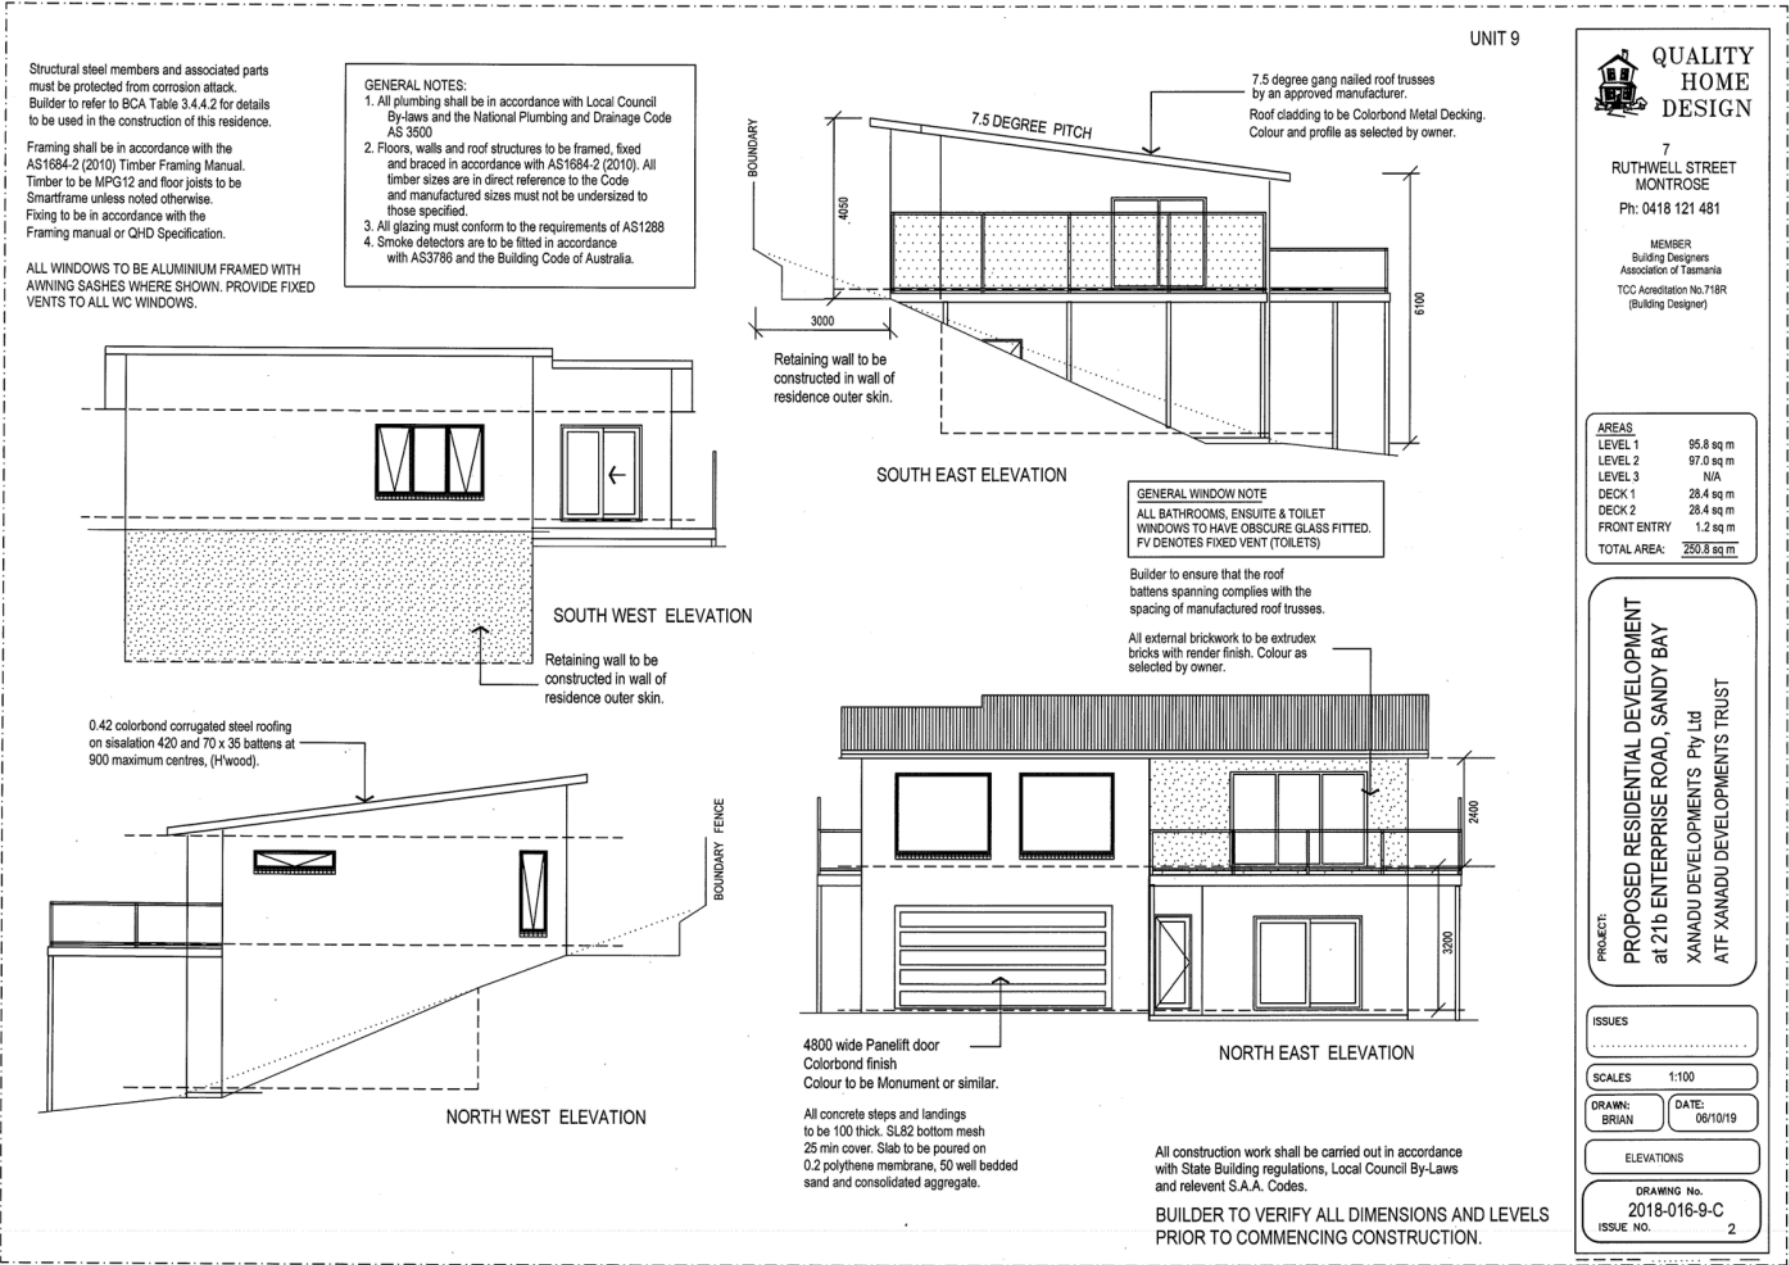 UNIT 9
Structural steel members and associated parts
must be protected from corrosion attack.
Builder to refer to BCA Table 3.4.4.2 for details
to be used in the construction of this residence.
Framing shall be in accordance with the
AS1684-2 (2010) Timber Framing Manual.
Timber to be MPG12 and floor joists to be
Smartframe unless noted otherwise.
Fixing to be in accordance with the
Framing manual or QHD Specification.
ALL WINDOWS TO BE ALUMINIUM FRAMED WITH
AWNING SASHES WHERE SHOWN. PROVIDE FIXED
VENTS TO ALL WC WINDOWS.
GENERAL NOTES:
1. All plumbing shall be in accordance with Local Council
By-laws and the National Plumbing and Drainage Code
AS 3500
2. Floors, walls and roof structures to be framed, fixed
and braced in accordance with AS1684-2 (2010). All
timber sizes are in direct reference to the Code
and manufactured sizes must not be undersized to
those specified.
3. All glazing must conform to the requirements of AS1288
4. Smoke detectors are to be fitted in accordance
with AS3786 and the Building Code of Australia.
7.5 degree gang nailed roof trusses
by an approved manufacturer.
Roof cladding to be Colorbond Metal Decking.
Colour and profile as selected by owner.
7.5 DEGREE PITCH
BOUNDARY
4050
6100
3000
Retaining wall to be
constructed in wall of
residence outer skin.
SOUTH EAST ELEVATION
SOUTH WEST ELEVATION
Retaining wall to be
constructed in wall of
residence outer skin.
GENERAL WINDOW NOTE
ALL BATHROOMS, ENSUITE & TOILET
WINDOWS TO HAVE OBSCURE GLASS FITTED.
FV DENOTES FIXED VENT (TOILETS)
Builder to ensure that the roof
battens spanning complies with the
spacing of manufactured roof trusses.
All external brickwork to be extrudex
bricks with render finish. Colour as
selected by owner.
0.42 colorbond corrugated steel roofing
on sisalation 420 and 70 x 35 battens at
900 maximum centres, (H'wood).
BOUNDARY FENCE
NORTH WEST ELEVATION
2400
3200
4800 wide Panelift door
Colorbond finish
Colour to be Monument or similar.
NORTH EAST ELEVATION
All concrete steps and landings
to be 100 thick. SL82 bottom mesh
25 min cover. Slab to be poured on
0.2 polythene membrane, 50 well bedded
sand and consolidated aggregate.
All construction work shall be carried out in accordance
with State Building regulations, Local Council By-Laws
and relevent S.A.A. Codes.
BUILDER TO VERIFY ALL DIMENSIONS AND LEVELS
PRIOR TO COMMENCING CONSTRUCTION.
QUALITY
HOME
DESIGN
7
RUTHWELL STREET
MONTROSE
Ph: 0418 121 481
MEMBER
Building Designers
Association of Tasmania
TCC Acreditation No.718R
(Building Designer)
AREAS
LEVEL 1 95.8 sq m
LEVEL 2 97.0 sq m
LEVEL 3 N/A
DECK 1 28.4 sq m
DECK 2 28.4 sq m
FRONT ENTRY 1.2 sq m
TOTAL AREA: 250.8 sq m
PROJECT:
PROPOSED RESIDENTIAL DEVELOPMENT
at 21b ENTERPRISE ROAD, SANDY BAY
XANADU DEVELOPMENTS Pty Ltd
ATF XANADU DEVELOPMENTS TRUST
ISSUES
SCALES 1:100
DRAWN: BRIAN
DATE: 06/10/19
ELEVATIONS
DRAWING No.
2018-016-9-C
ISSUE NO. 2